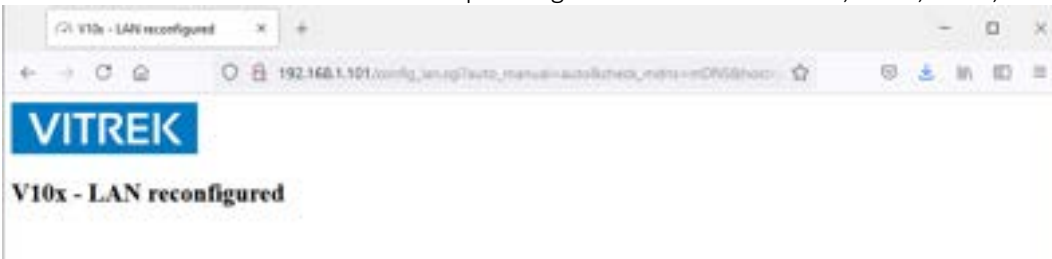 V10x - LAN reconfigured
192.168.1.101/config_lan.cgi?auto_manual=auto&check_mdns=mDNS&host=
VITREK
V10x - LAN reconfigured